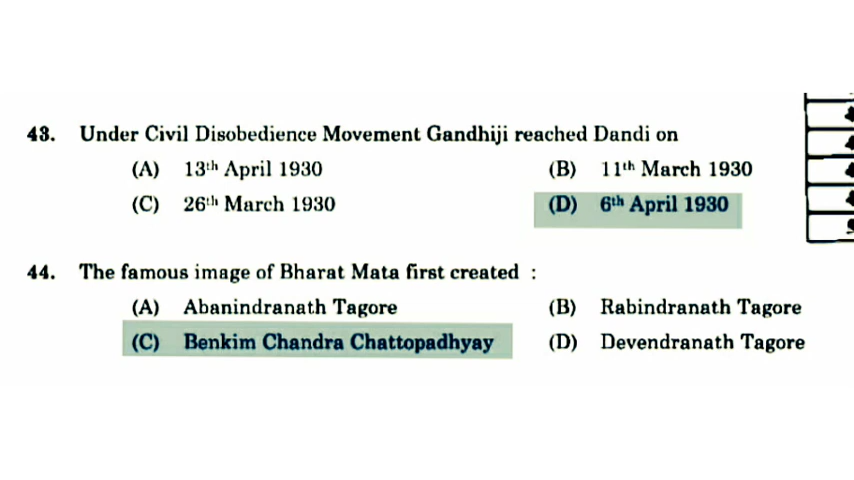 43. Under Civil Disobedience Movement Gandhiji reached Dandi on
(A) 13th April 1930 (B) 11th March 1930
(C) 26th March 1930 (D) 6th April 1930
44. The famous image of Bharat Mata first created :
(A) Abanindranath Tagore (B) Rabindranath Tagore
(C) Benkim Chandra Chattopadhyay (D) Devendranath Tagore